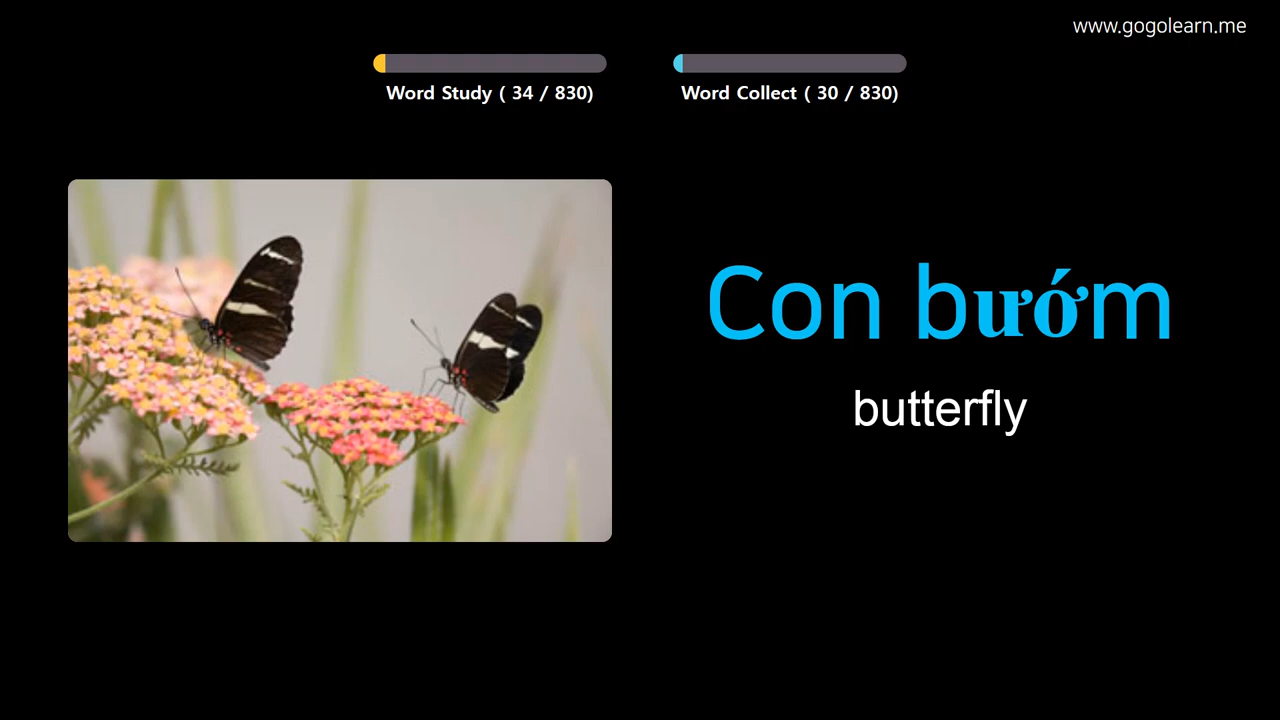 www.gogolearn.me
Word Study ( 34 / 830)
Word Collect ( 30 / 830)
Con bướm
butterfly